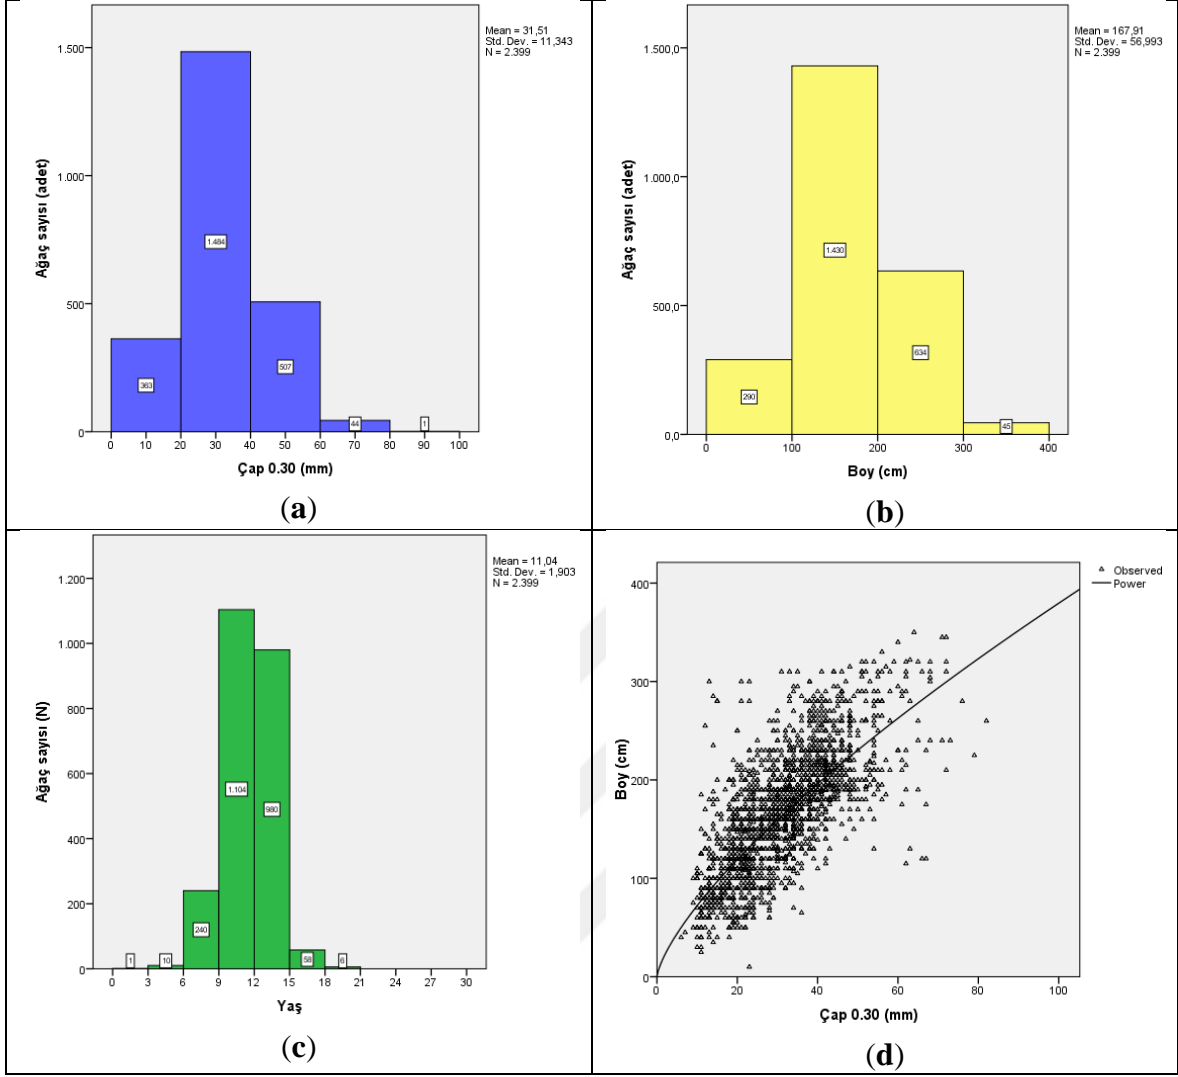 Mean = 31,51
Std. Dev. = 11,343
N = 2.399
1.500
1.000
500
0
Ağaç sayısı (adet)
363
1.484
507
44
1
0 10 20 30 40 50 60 70 80 90 100
Çap 0.30 (mm)
(a)
Mean = 167,91
Std. Dev. = 56,993
N = 2.399
1.500,0
1.000,0
500,0
0,0
Ağaç sayısı (adet)
290
1.430
634
45
0 100 200 300 400
Boy (cm)
(b)
Mean = 11,04
Std. Dev. = 1,903
N = 2.399
1.200
1.000
800
600
400
200
0
Ağaç sayısı (N)
1
10
240
1.104
980
58
6
0 3 6 9 12 15 18 21 24 27 30
Yaş
(c)
Observed
Power
400
300
200
100
0
Boy (cm)
0 20 40 60 80 100
Çap 0.30 (mm)
(d)